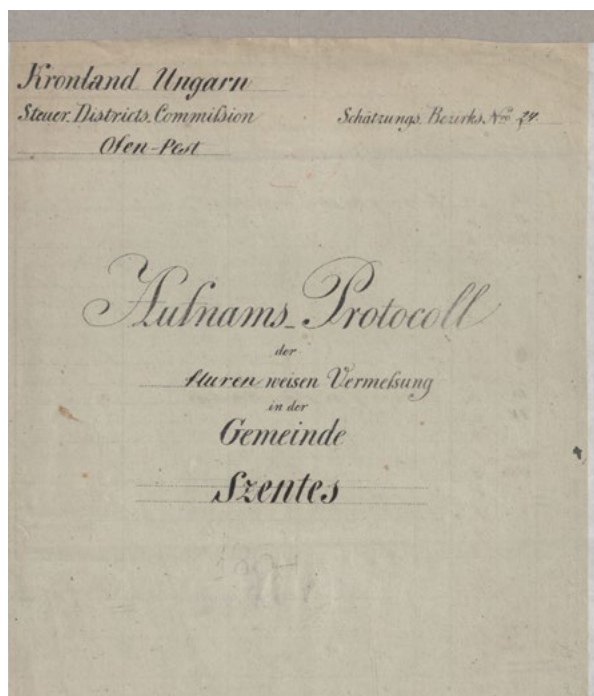 Kronland Ungarn
Steuer. Districts. Commißion
Schätzungs. Bezirks. Nro 24.
Ofen-Pest
Aufnams-Protocoll
der
fluren weisen Vermeßung
in der
Gemeinde
Szentes